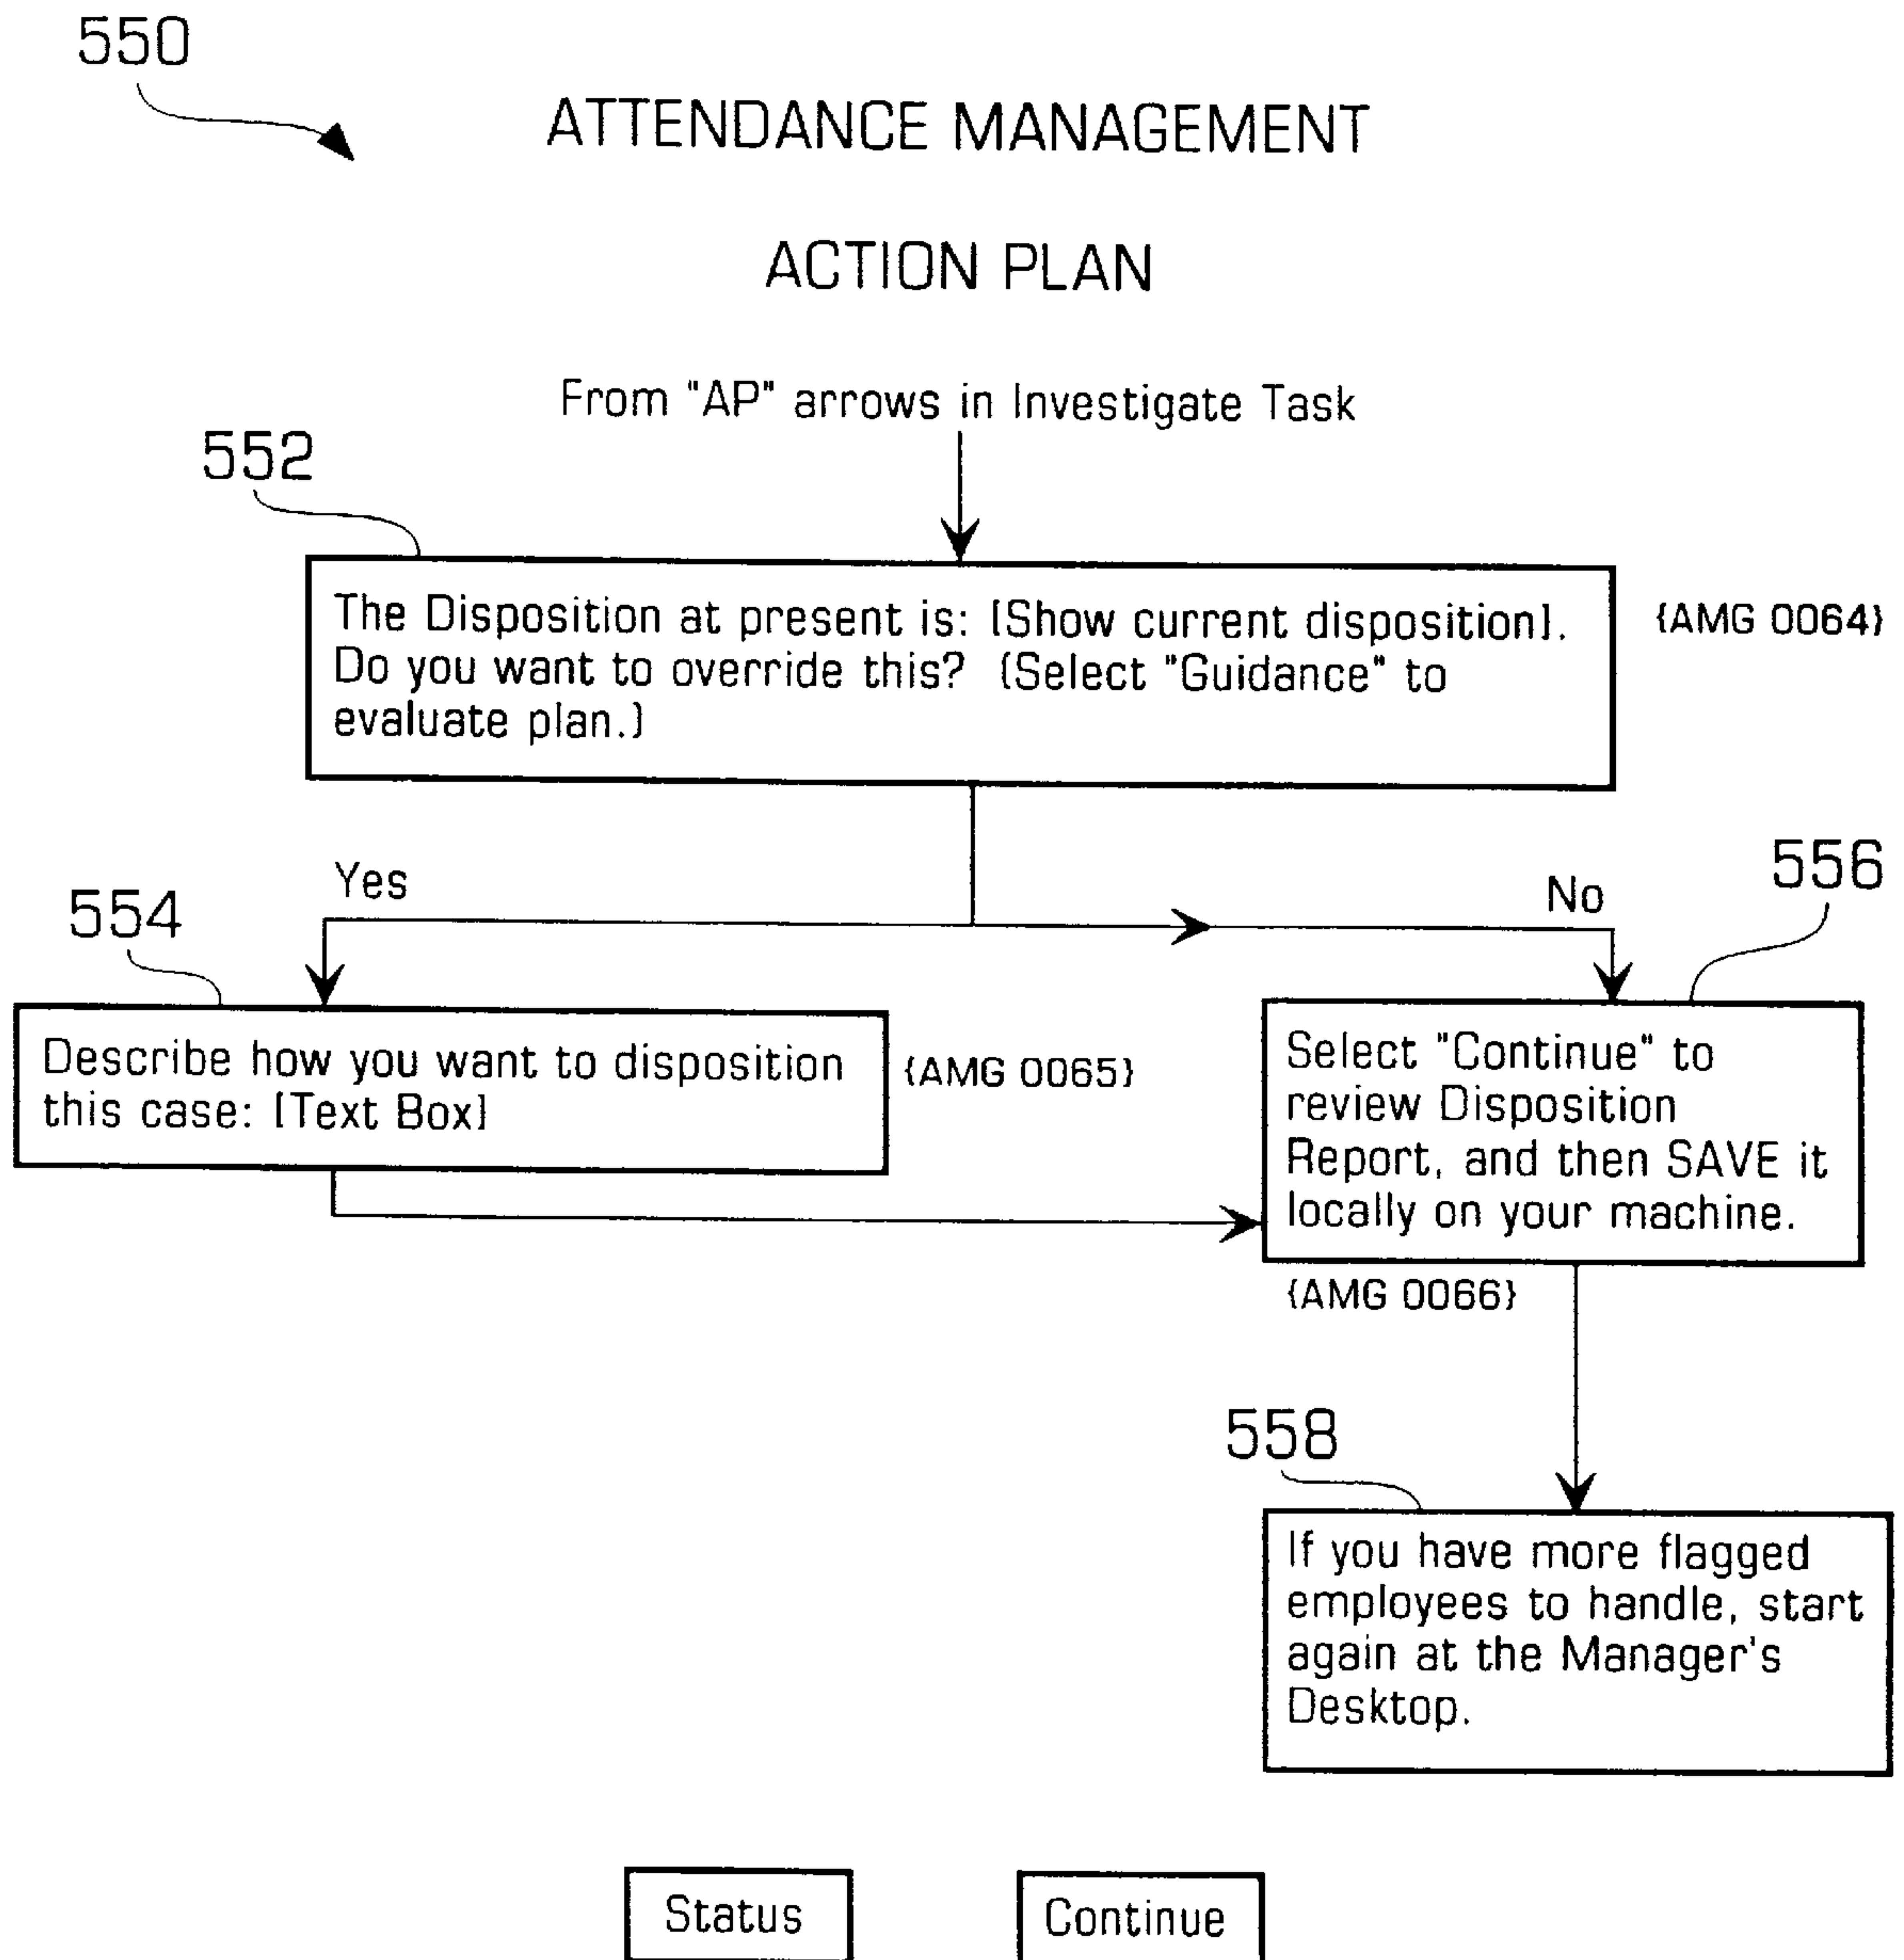 550
ATTENDANCE MANAGEMENT
ACTION PLAN
From "AP" arrows in Investigate Task
552
The Disposition at present is: [Show current disposition].
Do you want to override this? (Select "Guidance" to
evaluate plan.)
{AMG 0064}
Yes
No
554
556
Describe how you want to disposition
this case: [Text Box]
{AMG 0065}
Select "Continue" to
review Disposition
Report, and then SAVE it
locally on your machine.
{AMG 0066}
558
If you have more flagged
employees to handle, start
again at the Manager's
Desktop.
Status
Continue